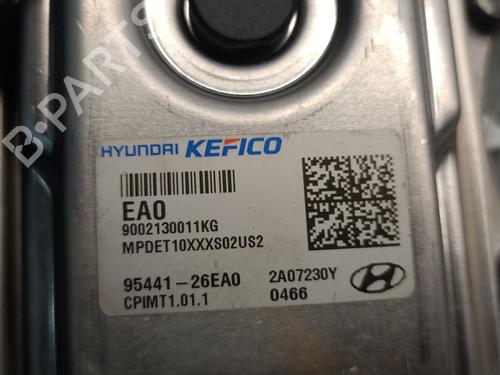 B-PARTS
HYUNDAI KEFICO
EA0
9002130011KG
MPDET10XXXS02US2
95441-26EA0 2A07230Y
CPIMT1.01.1 0466